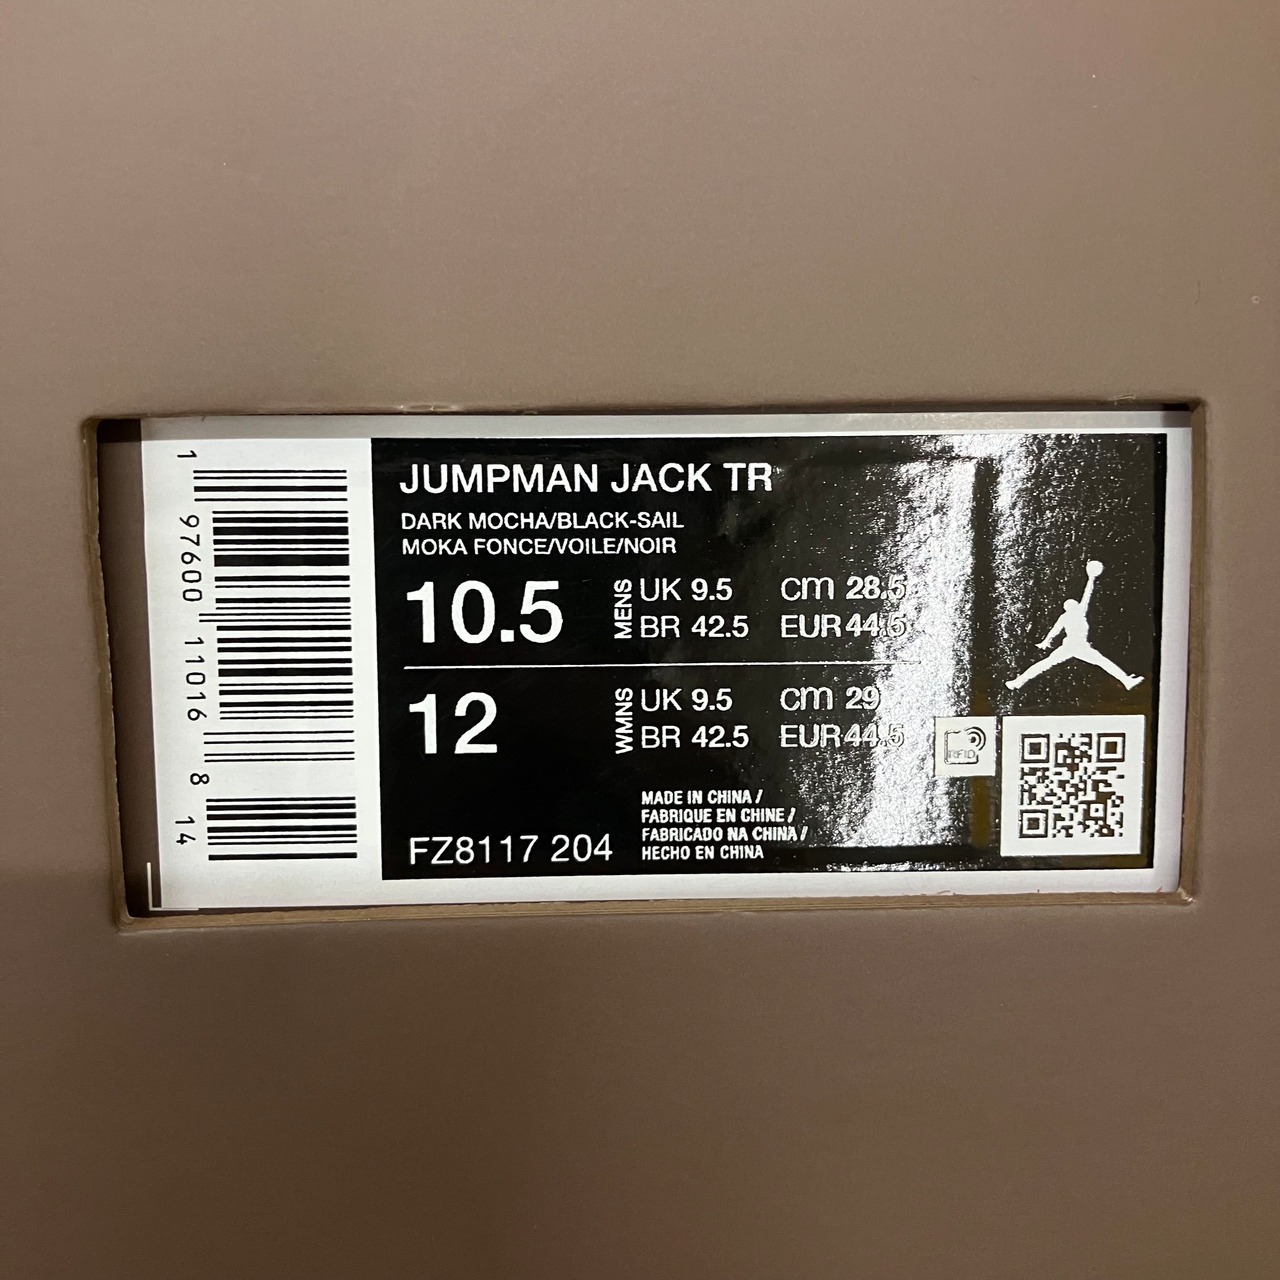 1 97600 11016 8 14
JUMPMAN JACK TR
DARK MOCHA/BLACK-SAIL
MOKA FONCE/VOILE/NOIR
10.5 MENS UK 9.5 cm 28.5
BR 42.5 EUR 44.5
12 WMNS UK 9.5 cm 29
BR 42.5 EUR 44.5
RFID
MADE IN CHINA /
FABRIQUE EN CHINE /
FABRICADO NA CHINA /
HECHO EN CHINA
FZ8117 204